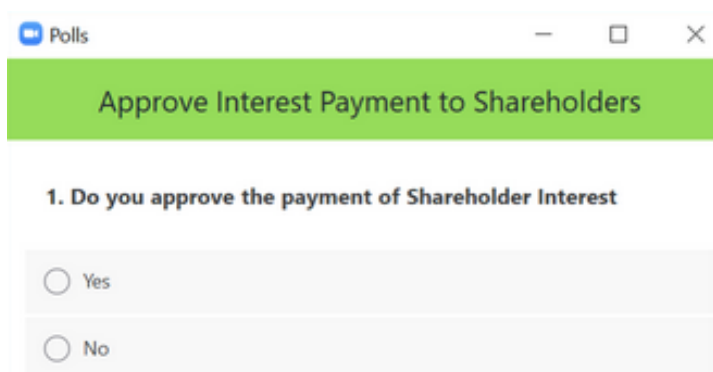 Polls
Approve Interest Payment to Shareholders
1. Do you approve the payment of Shareholder Interest
Yes
No